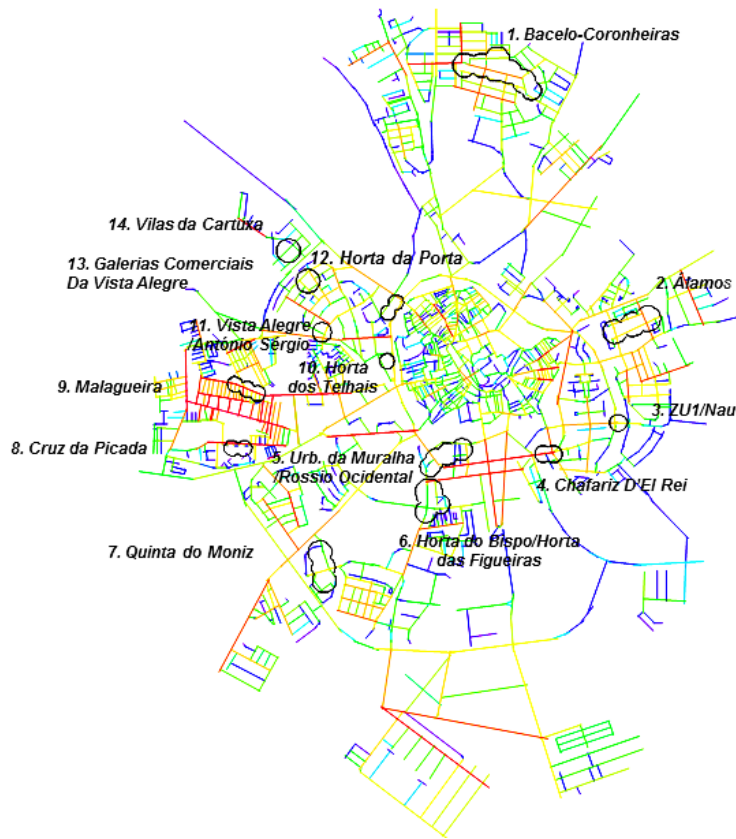 1. Bacelo-Coronheiras
14. Vilas da Cartuxa
12. Horta da Porta
13. Galerias Comerciais
Da Vista Alegre
2. Álamos
11. Vista Alegre
/António Sérgio
10. Horta
dos Telhais
9. Malagueira
3. ZU1/Nau
8. Cruz da Picada
5. Urb. da Muralha
/Rossio Ocidental
4. Chafariz D'El Rei
6. Horta do Bispo/Horta
das Figueiras
7. Quinta do Moniz